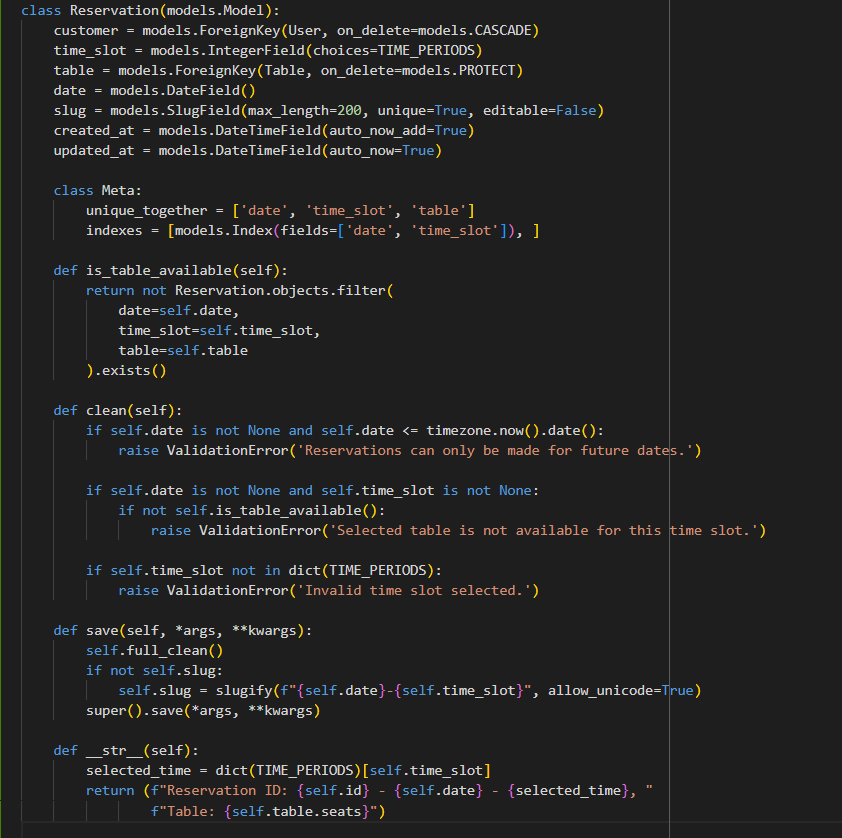 class Reservation(models.Model):
    customer = models.ForeignKey(User, on_delete=models.CASCADE)
    time_slot = models.IntegerField(choices=TIME_PERIODS)
    table = models.ForeignKey(Table, on_delete=models.PROTECT)
    date = models.DateField()
    slug = models.SlugField(max_length=200, unique=True, editable=False)
    created_at = models.DateTimeField(auto_now_add=True)
    updated_at = models.DateTimeField(auto_now=True)

    class Meta:
        unique_together = ['date', 'time_slot', 'table']
        indexes = [models.Index(fields=['date', 'time_slot']), ]

    def is_table_available(self):
        return not Reservation.objects.filter(
            date=self.date,
            time_slot=self.time_slot,
            table=self.table
        ).exists()

    def clean(self):
        if self.date is not None and self.date <= timezone.now().date():
            raise ValidationError('Reservations can only be made for future dates.')

        if self.date is not None and self.time_slot is not None:
            if not self.is_table_available():
                raise ValidationError('Selected table is not available for this time slot.')

        if self.time_slot not in dict(TIME_PERIODS):
            raise ValidationError('Invalid time slot selected.')

    def save(self, *args, **kwargs):
        self.full_clean()
        if not self.slug:
            self.slug = slugify(f"{self.date}-{self.time_slot}", allow_unicode=True)
        super().save(*args, **kwargs)

    def __str__(self):
        selected_time = dict(TIME_PERIODS)[self.time_slot]
        return (f"Reservation ID: {self.id} - {self.date} - {selected_time}, "
                f"Table: {self.table.seats}")